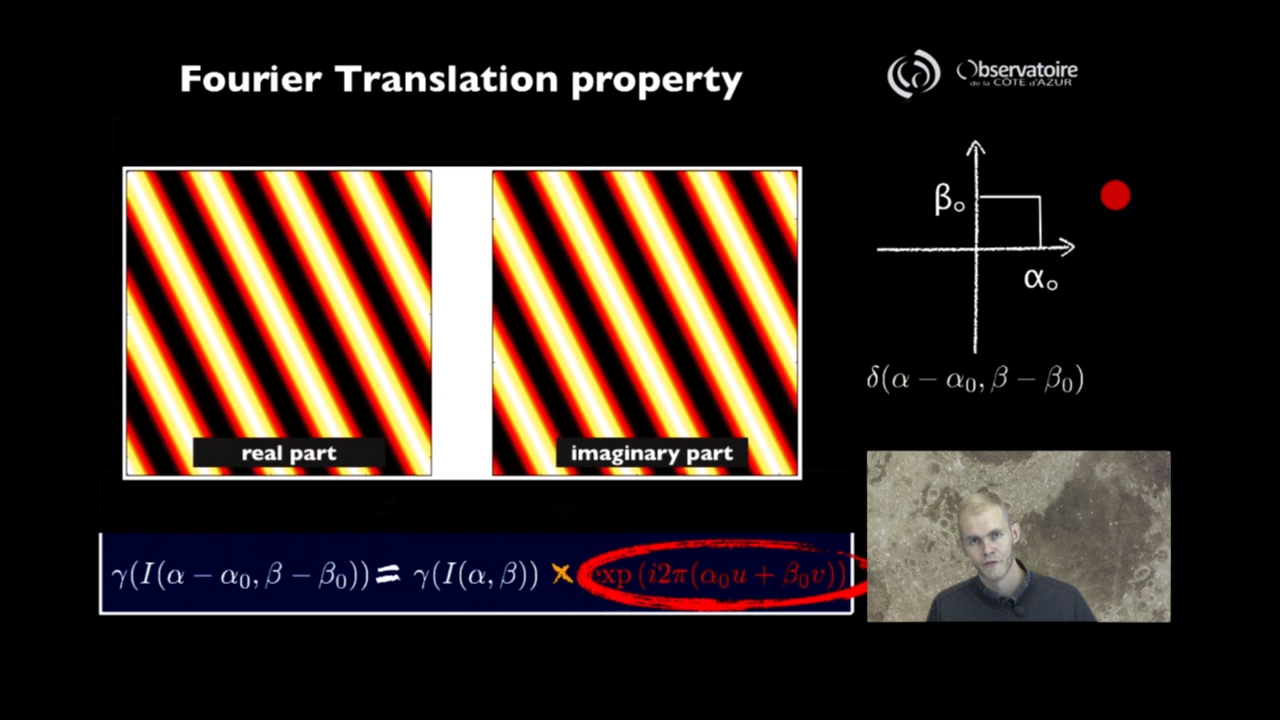 Fourier Translation property
Observatoire
de la CÔTE d'AZUR
β₀
α₀
δ(α − α₀, β − β₀)
real part
imaginary part
γ(I(α − α₀, β − β₀)) = γ(I(α, β)) × exp (i2π(α₀u + β₀v))